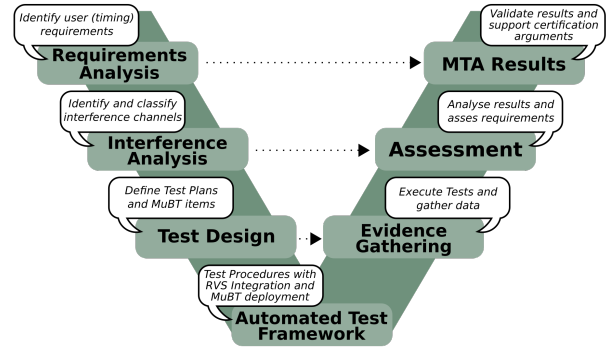 Identify user (timing)
requirements
Requirements
Analysis
Validate results and
support certification
arguments
MTA Results
Identify and classify
interference channels
Interference
Analysis
Analyse results and
asses requirements
Assessment
Define Test Plans
and MuBT items
Test Design
Execute Tests and
gather data
Evidence
Gathering
Test Procedures with
RVS Integration and
MuBT deployment
Automated Test
Framework